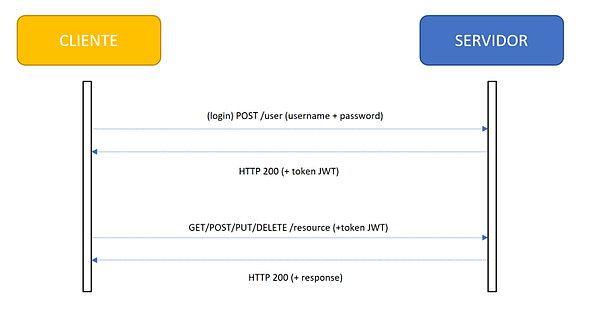 CLIENTE
SERVIDOR
(login) POST /user (username + password)
HTTP 200 (+ token JWT)
GET/POST/PUT/DELETE /resource (+token JWT)
HTTP 200 (+ response)